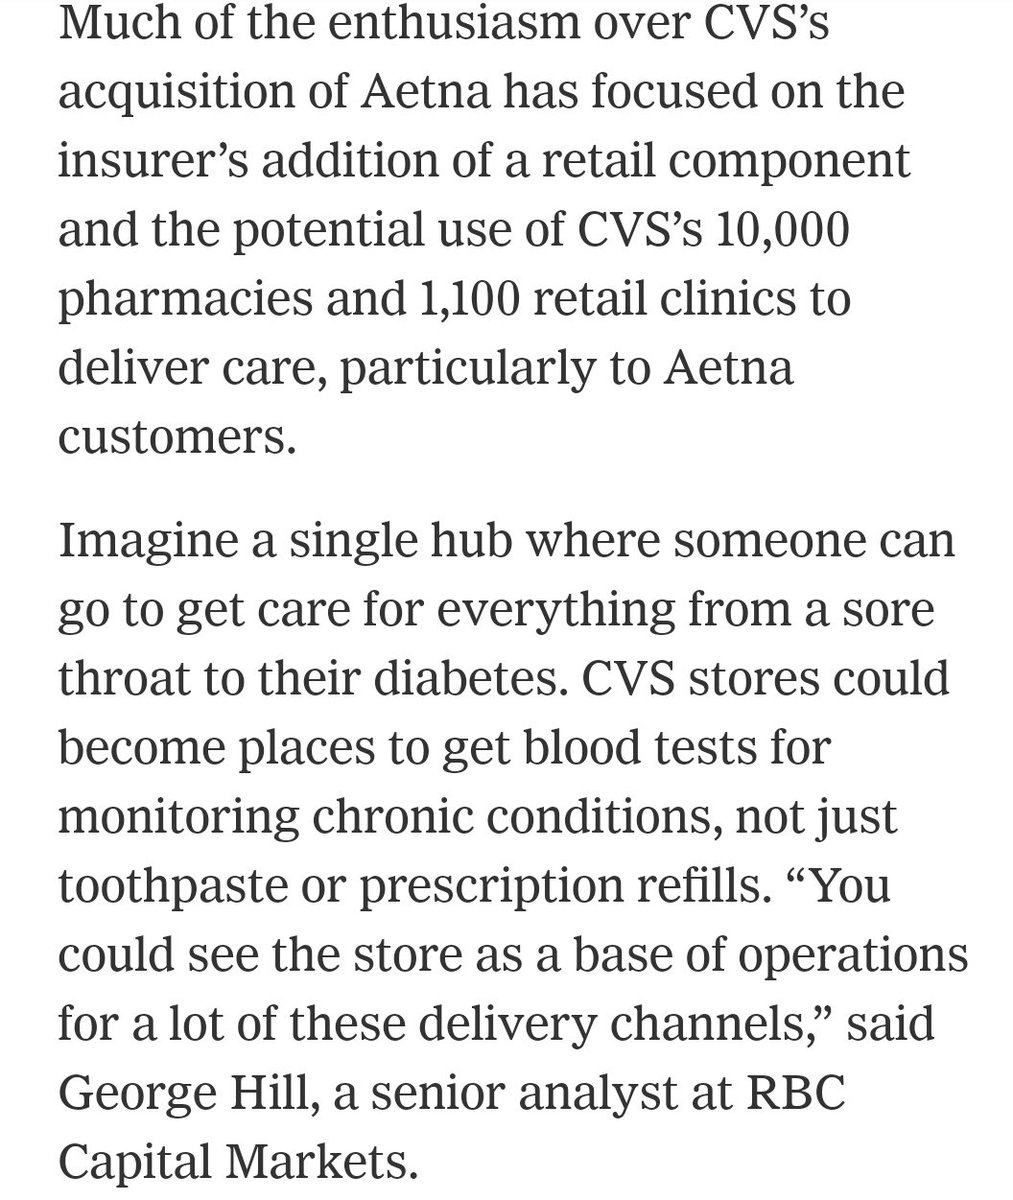 Much of the enthusiasm over CVS’s
acquisition of Aetna has focused on the
insurer’s addition of a retail component
and the potential use of CVS’s 10,000
pharmacies and 1,100 retail clinics to
deliver care, particularly to Aetna
customers.
Imagine a single hub where someone can
go to get care for everything from a sore
throat to their diabetes. CVS stores could
become places to get blood tests for
monitoring chronic conditions, not just
toothpaste or prescription refills. “You
could see the store as a base of operations
for a lot of these delivery channels,” said
George Hill, a senior analyst at RBC
Capital Markets.